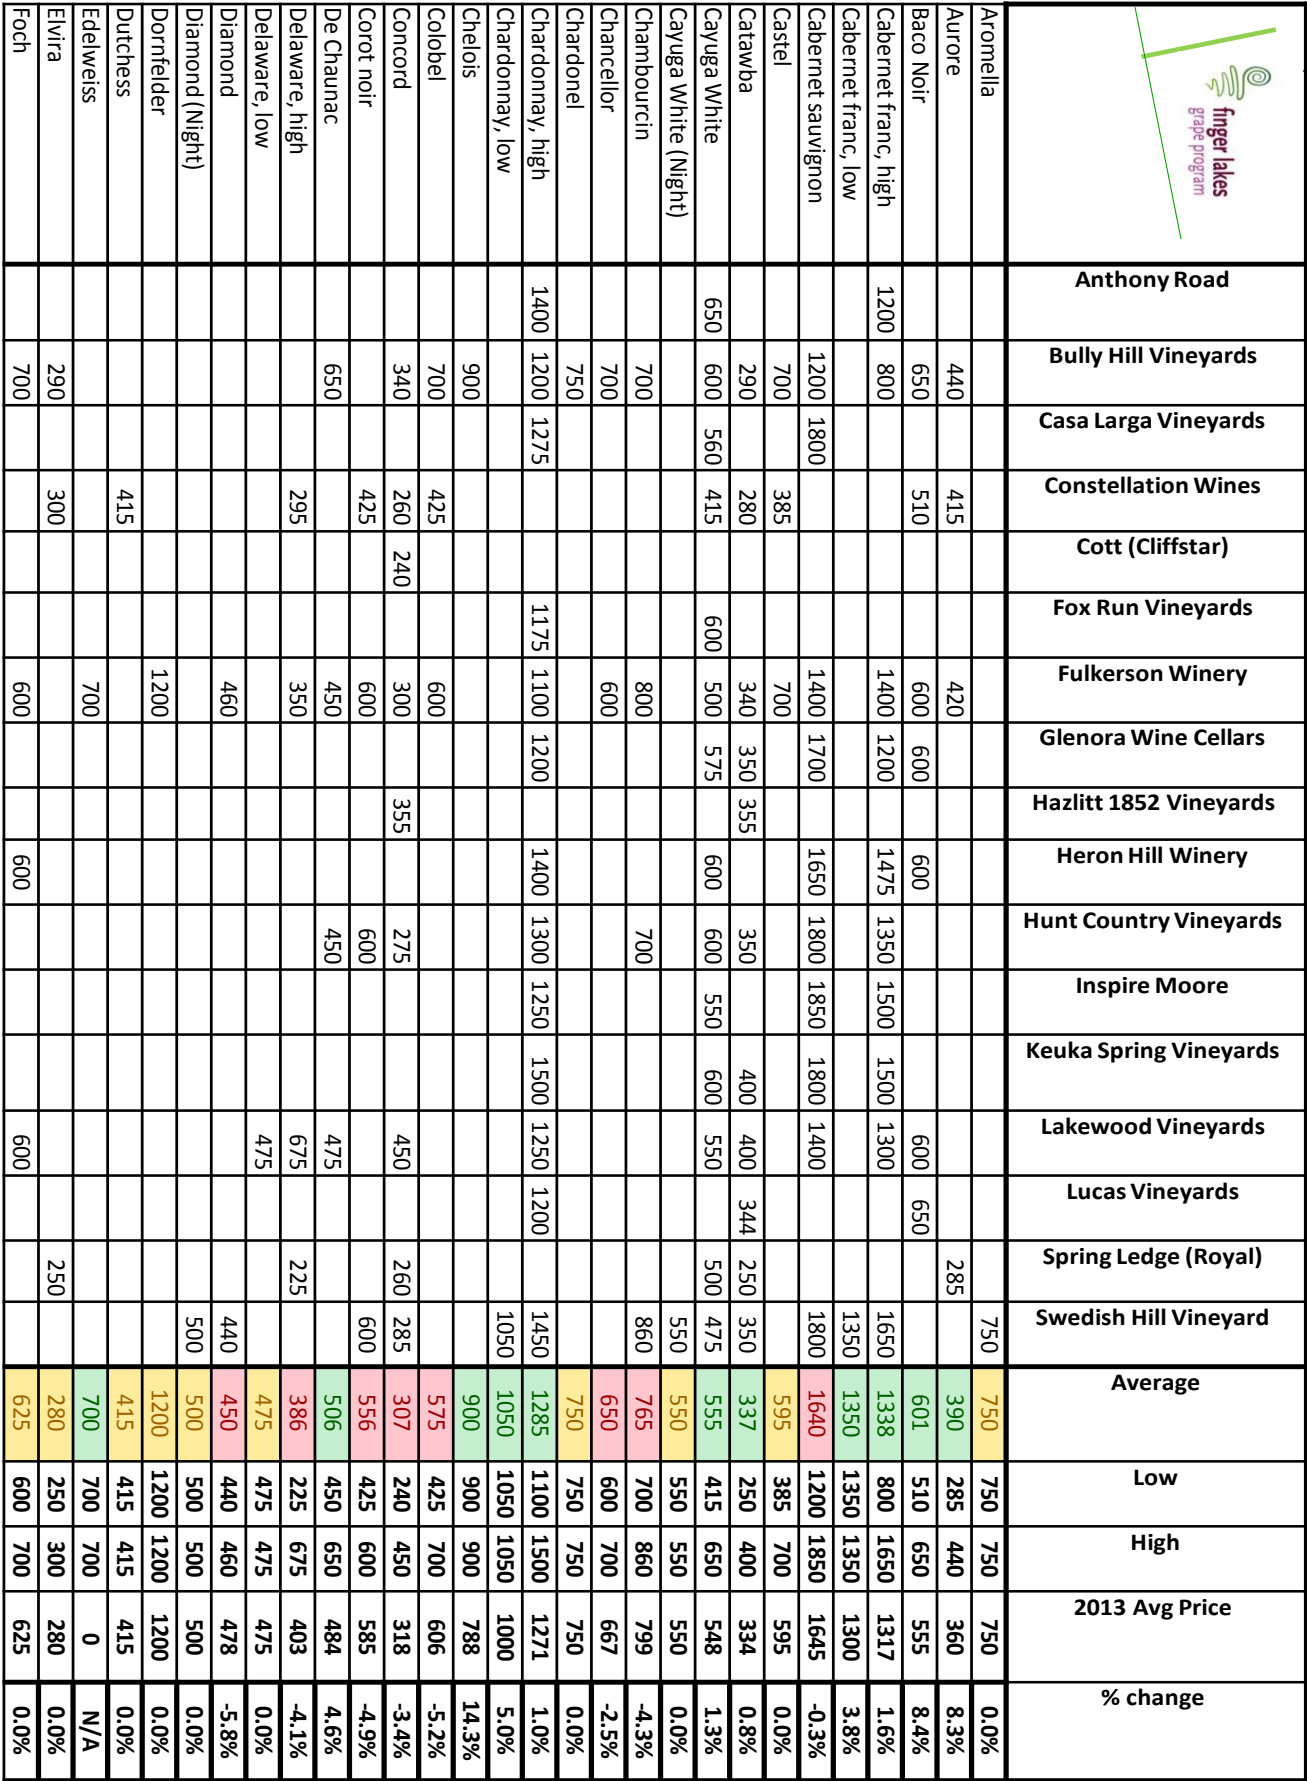 finger lakes
grape program
Anthony Road Bully Hill Vineyards Casa Larga Vineyards Constellation Wines Cott (Cliffstar) Fox Run Vineyards Fulkerson Winery Glenora Wine Cellars Hazlitt 1852 Vineyards Heron Hill Winery Hunt Country Vineyards Inspire Moore Keuka Spring Vineyards Lakewood Vineyards Lucas Vineyards Spring Ledge (Royal) Swedish Hill Vineyard Average Low High 2013 Avg Price % change
Aromella 750 750 750 750 750 0.0%
Aurore 440 415 420 285 390 285 440 360 8.3%
Baco Noir 650 510 600 600 600 600 650 601 510 650 555 8.4%
Cabernet franc, high 1200 800 1400 1200 1475 1350 1500 1500 1300 1650 1338 800 1650 1317 1.6%
Cabernet franc, low 1350 1350 1350 1350 1300 3.8%
Cabernet sauvignon 1200 1800 1400 1700 1650 1800 1850 1800 1400 1800 1640 1200 1850 1645 -0.3%
Castel 700 385 700 595 385 700 595 0.0%
Catawba 290 280 340 350 355 350 400 400 344 250 350 337 250 400 334 0.8%
Cayuga White 650 600 560 415 600 500 575 600 600 550 600 550 500 475 555 415 650 548 1.3%
Cayuga White (Night) 550 550 550 550 550 0.0%
Chambourcin 700 800 700 860 765 700 860 799 -4.3%
Chancellor 700 600 650 600 700 667 -2.5%
Chardonel 750 750 750 750 750 0.0%
Chardonnay, high 1400 1200 1275 1175 1100 1200 1400 1300 1250 1500 1250 1200 1450 1285 1100 1500 1271 1.0%
Chardonnay, low 1050 1050 1050 1050 1000 5.0%
Chelois 900 900 900 900 788 14.3%
Colobel 700 425 600 575 425 700 606 -5.2%
Concord 340 260 240 300 355 275 450 260 285 307 240 450 318 -3.4%
Corot noir 425 600 600 600 556 425 600 585 -4.9%
De Chaunac 650 450 450 475 506 450 650 484 4.6%
Delaware, high 295 350 675 225 386 225 675 403 -4.1%
Delaware, low 475 475 475 475 475 0.0%
Diamond 460 440 450 440 460 478 -5.8%
Diamond (Night) 500 500 500 500 500 0.0%
Dornfelder 1200 1200 1200 1200 1200 0.0%
Dutchess 415 415 415 415 415 0.0%
Edelweiss 700 700 700 700 0 N/A
Elvira 290 300 250 280 250 300 280 0.0%
Foch 700 600 600 600 625 600 700 625 0.0%